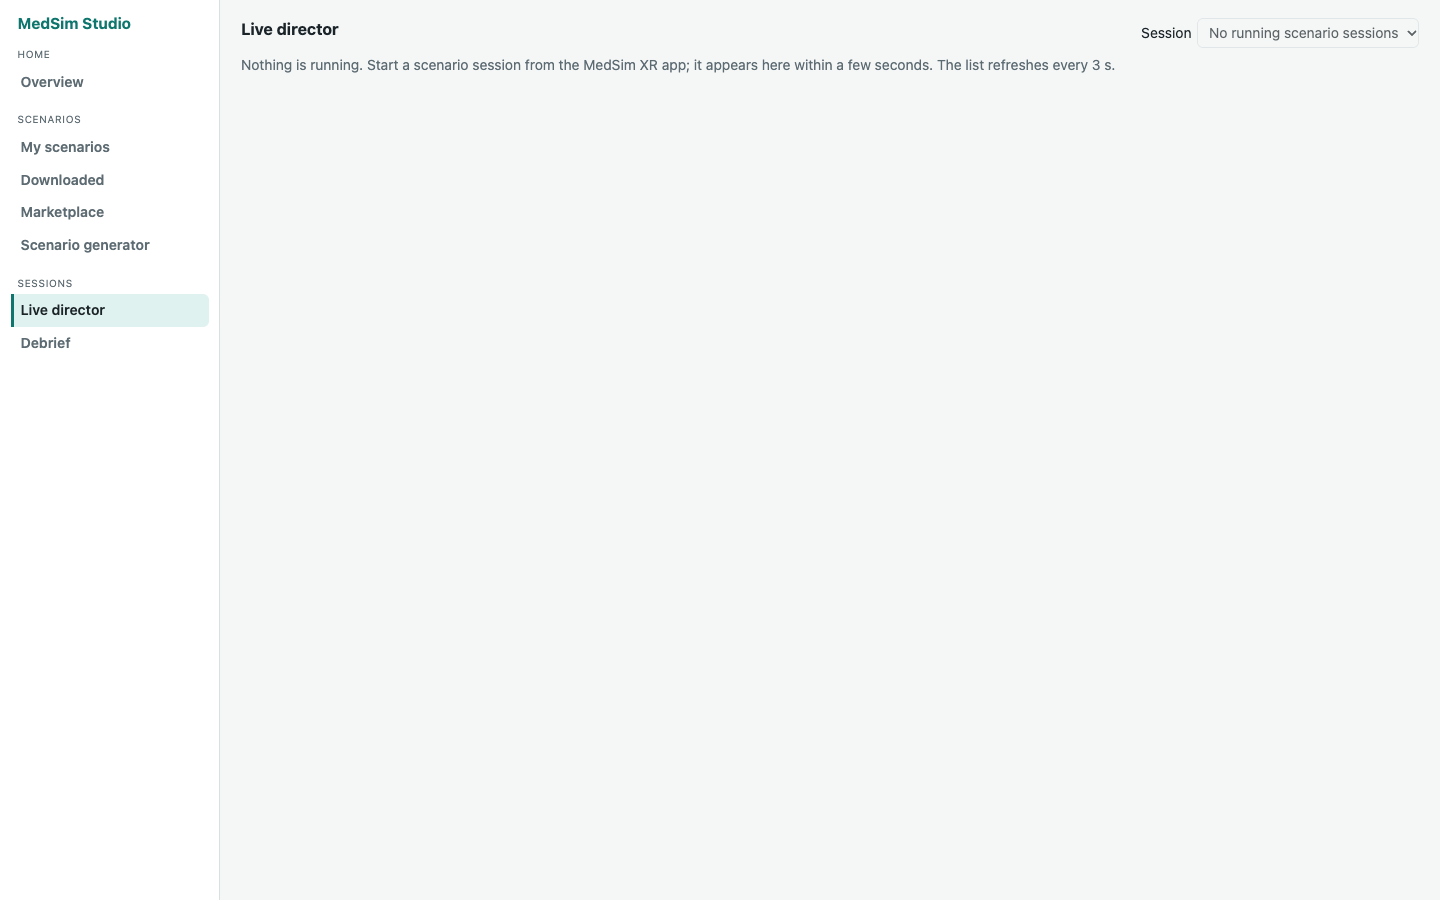 MedSim Studio
HOME
Overview
SCENARIOS
My scenarios
Downloaded
Marketplace
Scenario generator
SESSIONS
Live director
Debrief
Live director
Session No running scenario sessions
Nothing is running. Start a scenario session from the MedSim XR app; it appears here within a few seconds. The list refreshes every 3 s.